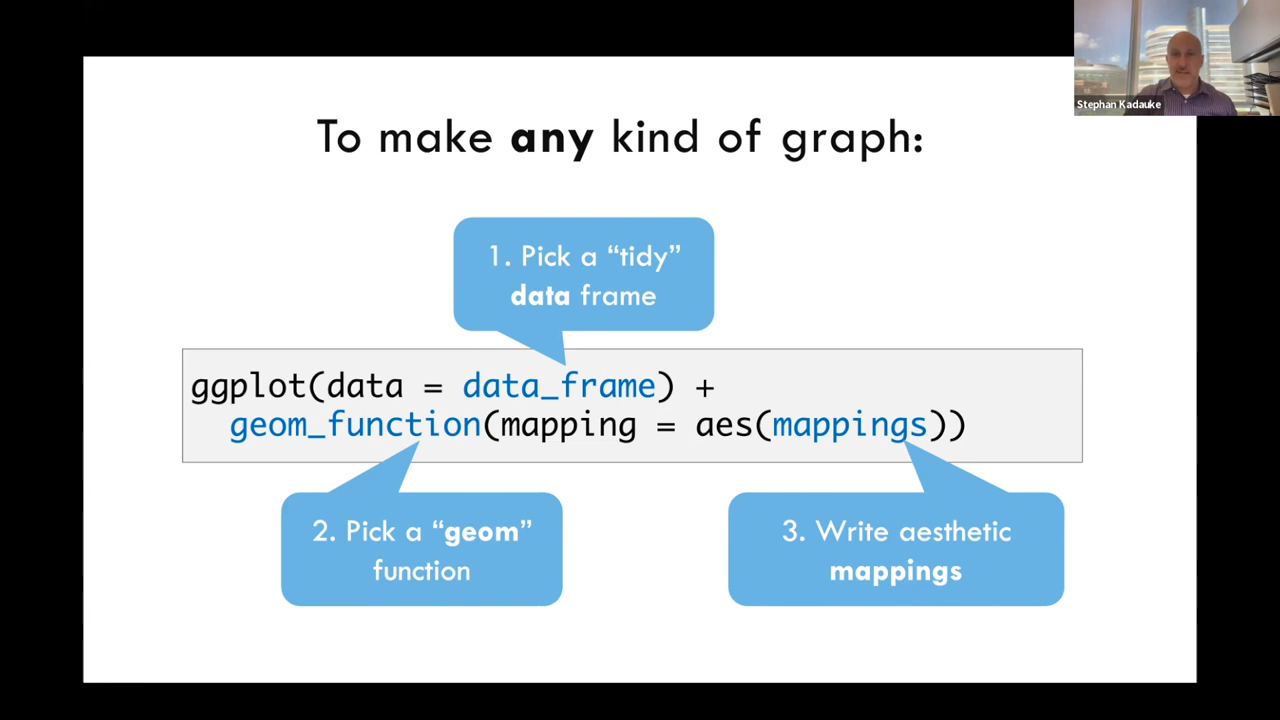 Stephan Kadauke
To make any kind of graph:
1. Pick a “tidy”
data frame
ggplot(data = data_frame) +
geom_function(mapping = aes(mappings))
2. Pick a “geom”
function
3. Write aesthetic
mappings